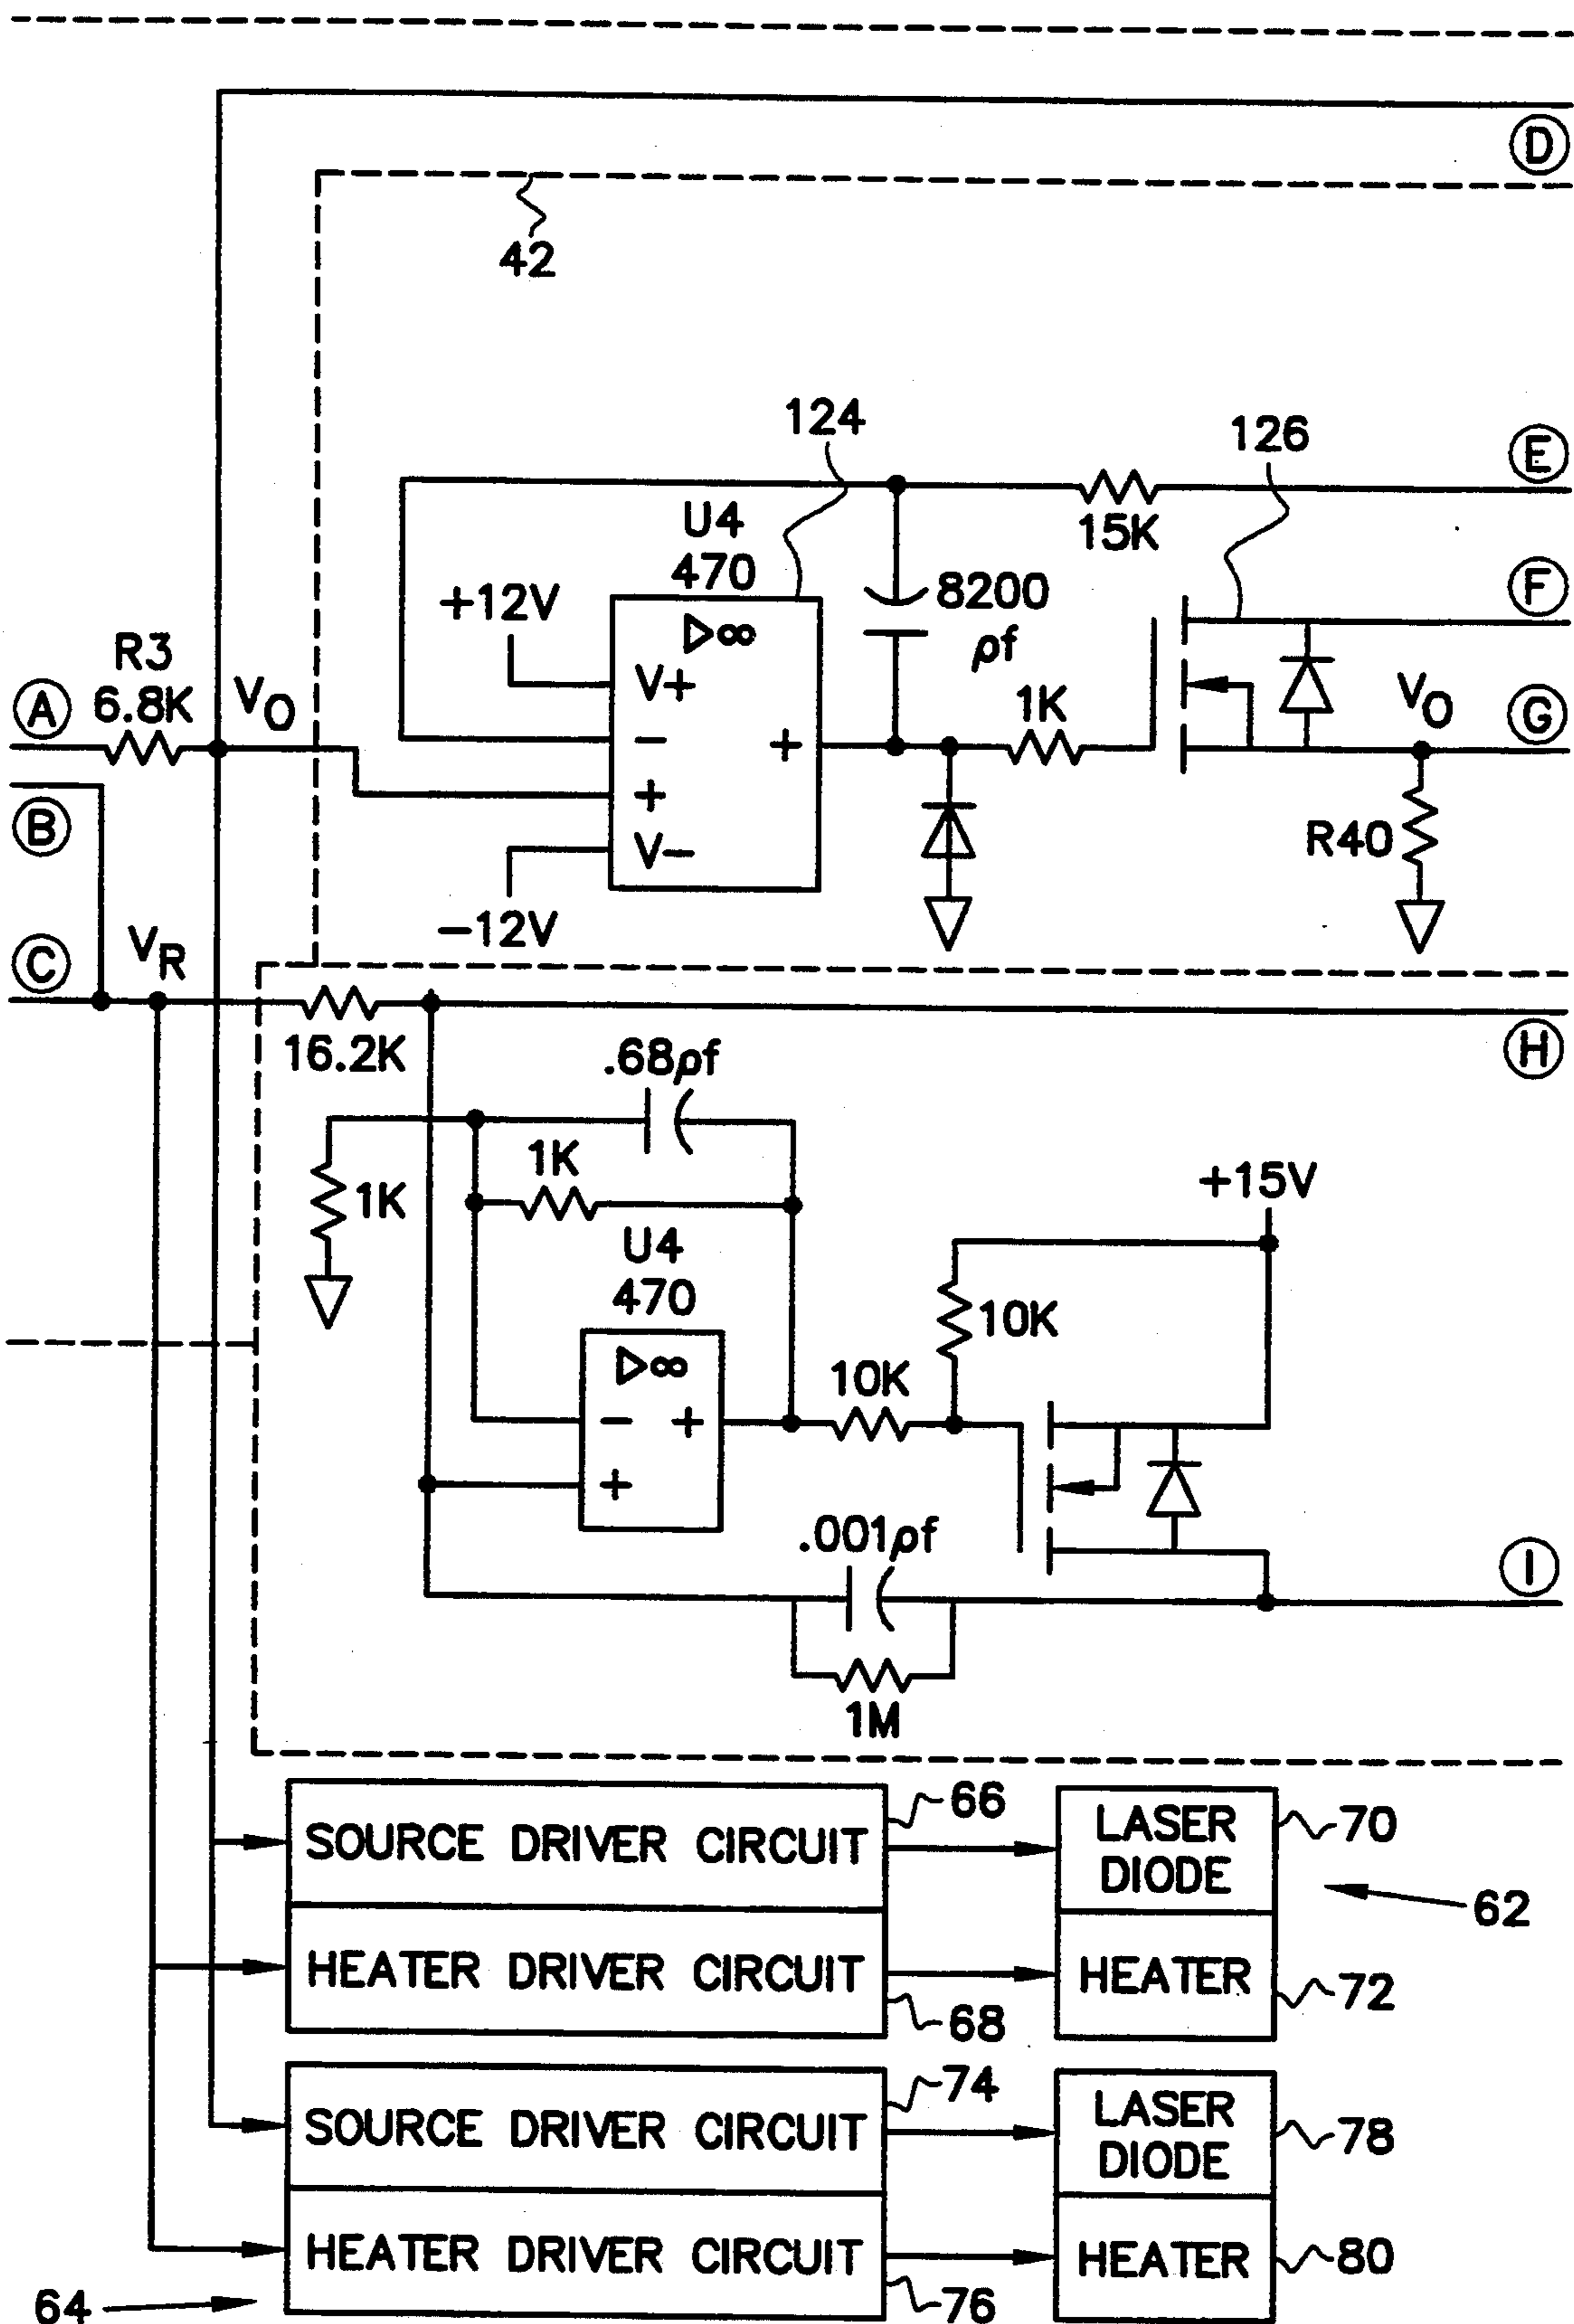 D
42
124
126
E
15K
U4
470
8200
ρf
F
+12V
▷∞
R3
6.8K
V+
1K
VO
A
VO
G
−
+
+
B
V−
R40
−12V
C
VR
16.2K
H
.68ρf
1K
1K
+15V
U4
470
10K
▷∞
10K
−
+
+
.001ρf
I
1M
66
SOURCE DRIVER CIRCUIT
LASER
DIODE
70
62
HEATER DRIVER CIRCUIT
HEATER
72
68
74
SOURCE DRIVER CIRCUIT
LASER
DIODE
78
HEATER DRIVER CIRCUIT
HEATER
80
64
76